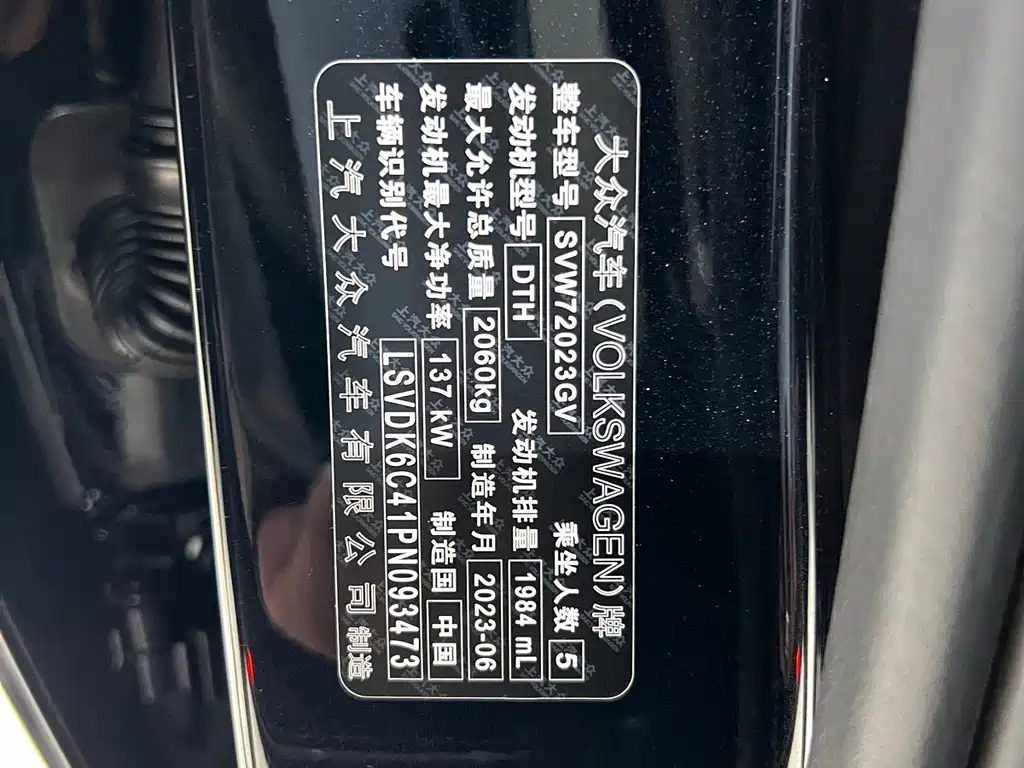 大众汽车(VOLKSWAGEN)牌
整车型号 SVW72023GV 乘坐人数 5
发动机型号 DTH 发动机排量 1984 mL
最大允许总质量 2060kg 制造年月 2023-06
发动机最大净功率 137 kW 制造国 中国
车辆识别代号 LSVDK6C41PN093473
上汽大众汽车有限公司 制造